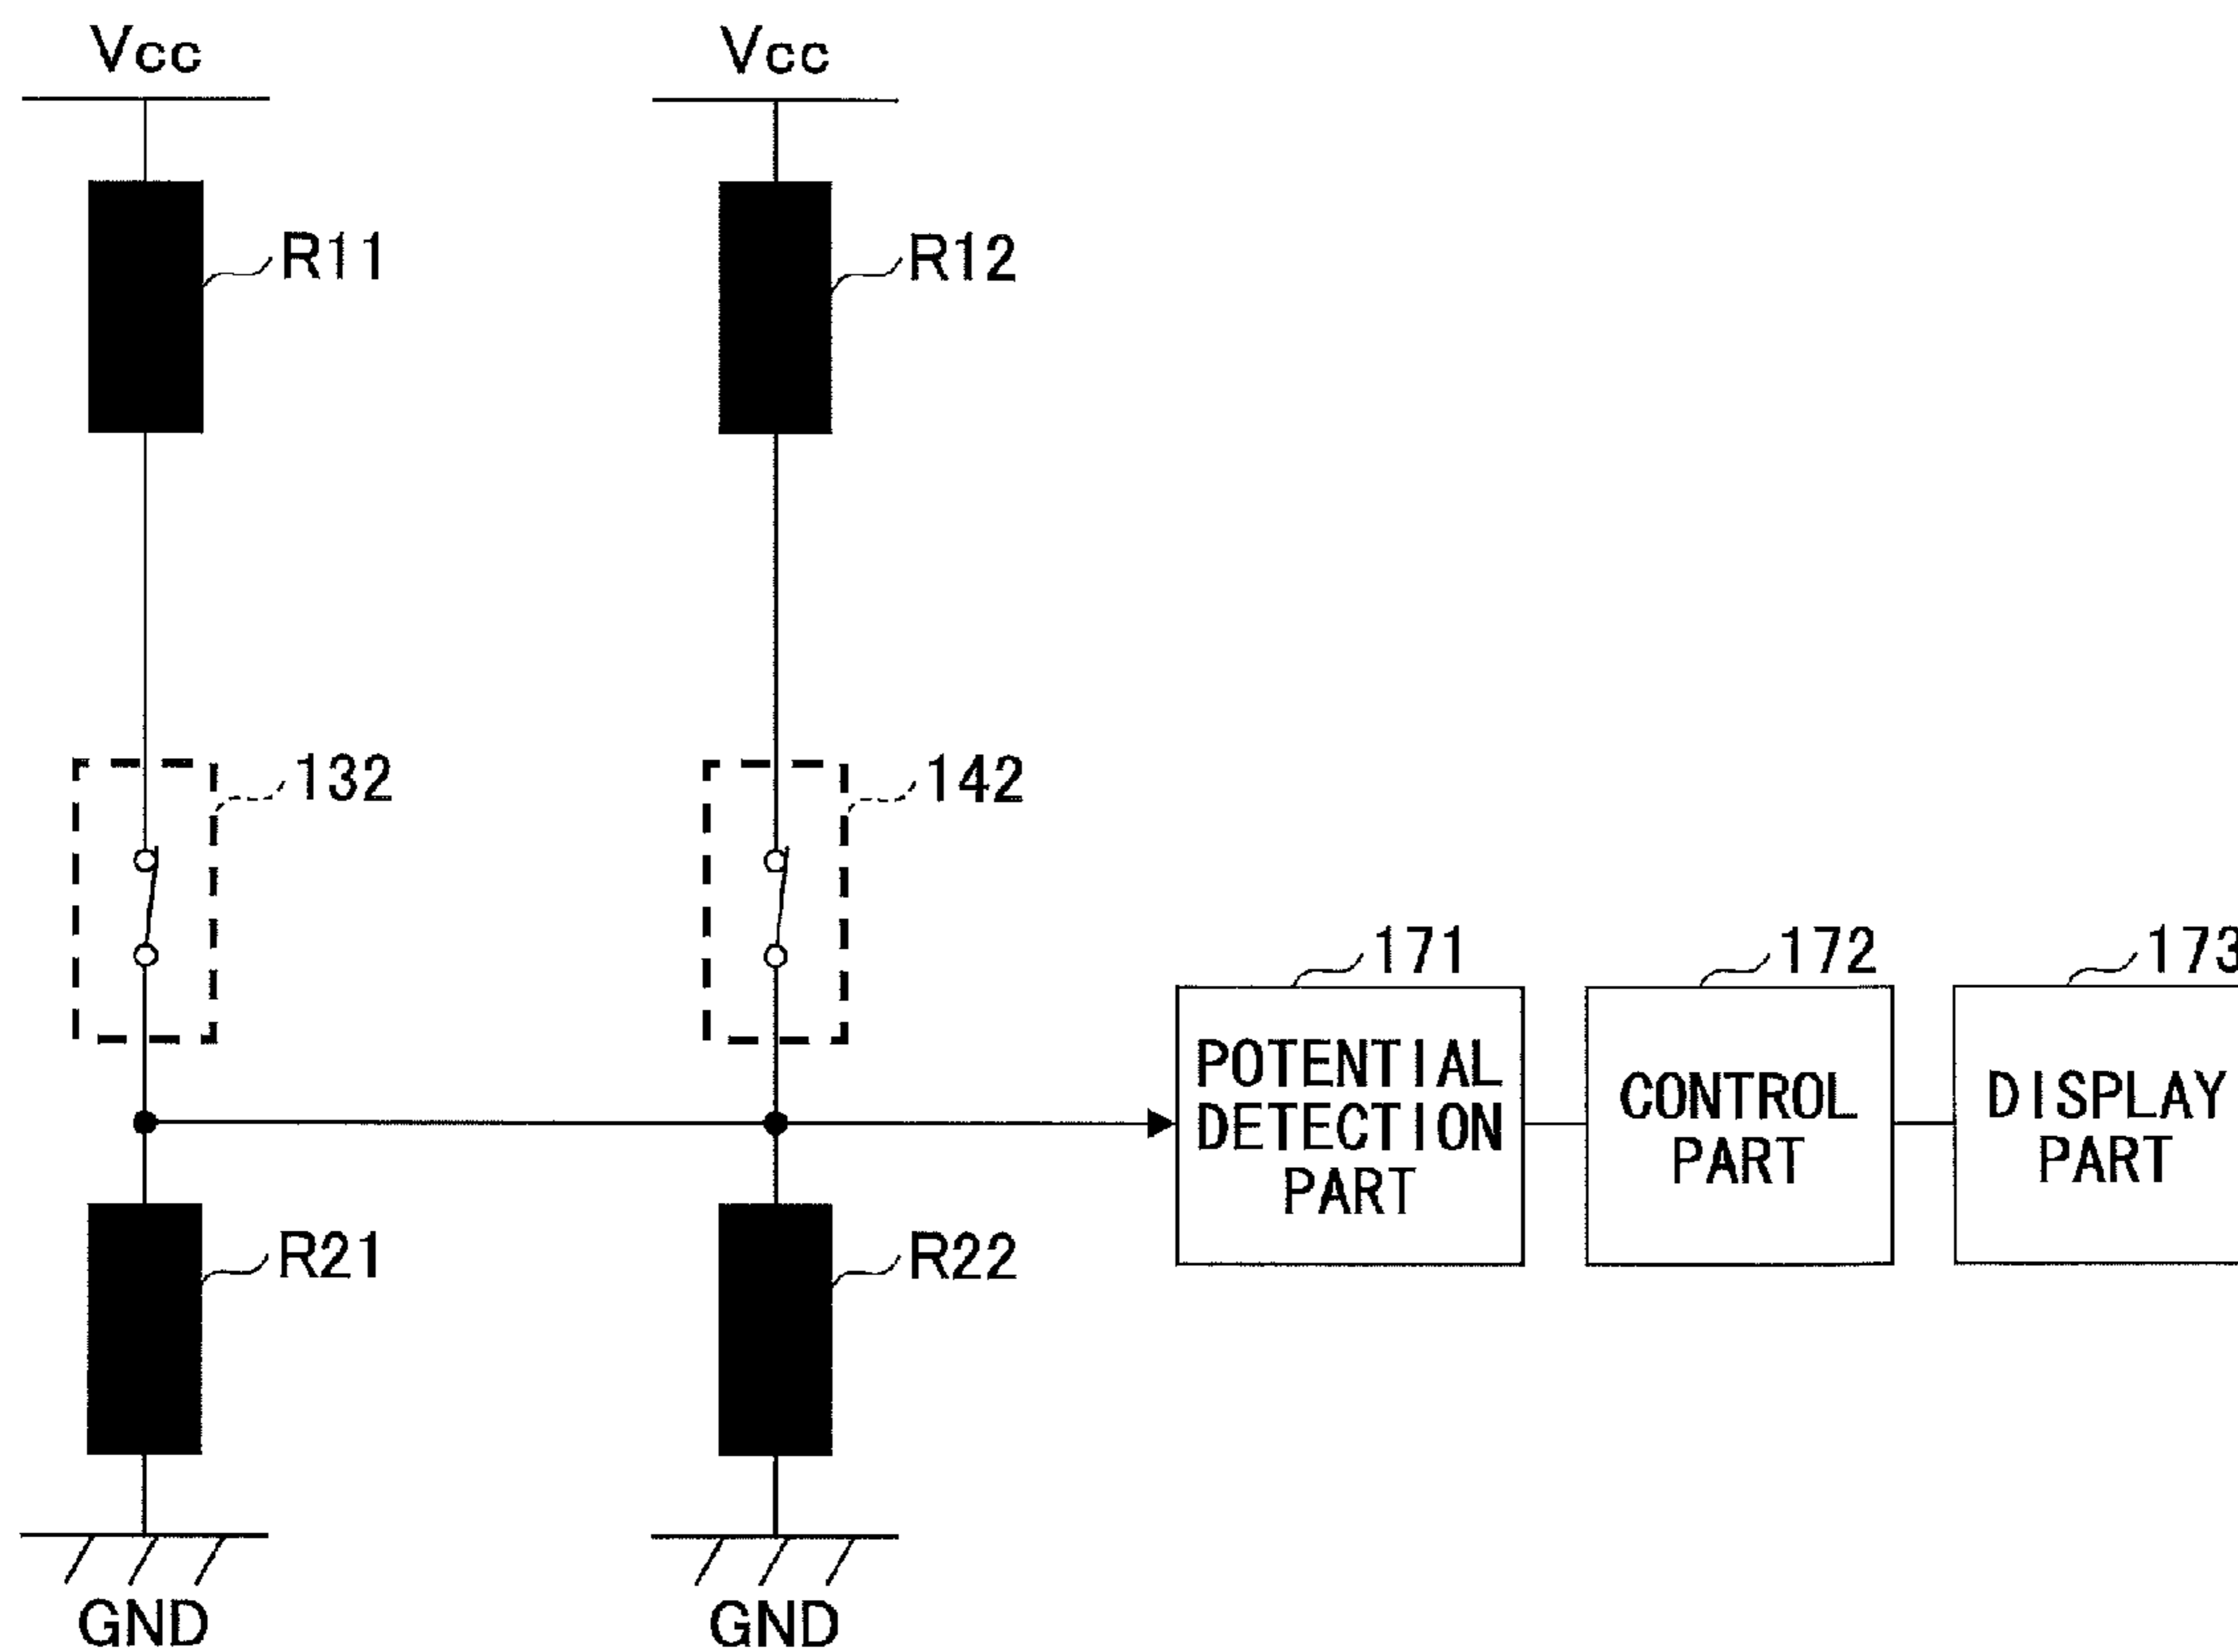 Vcc
Vcc
R11
R12
132
142
171
172
173
POTENTIAL
DETECTION
PART
CONTROL
PART
DISPLAY
PART
R21
R22
GND
GND